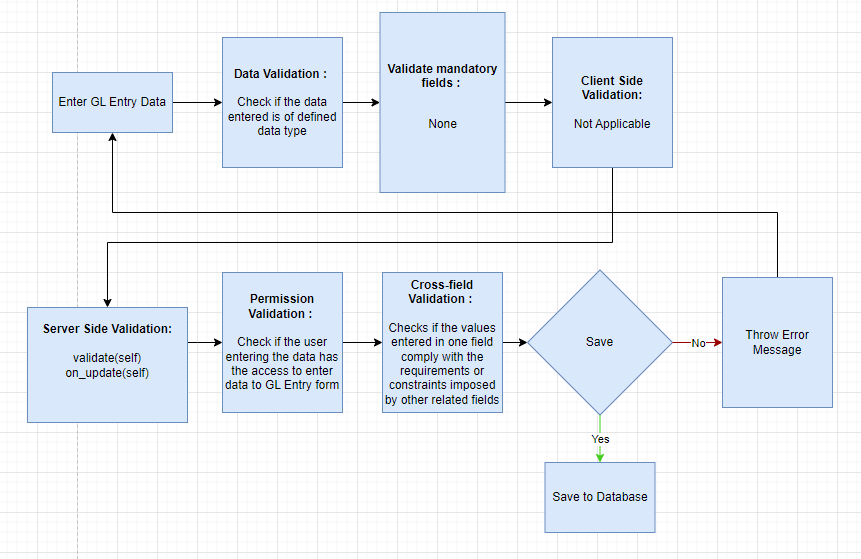 Enter GL Entry Data
Data Validation :
Check if the data
entered is of defined
data type
Validate mandatory
fields :
None
Client Side
Validation:
Not Applicable
Server Side Validation:
validate(self)
on_update(self)
Permission
Validation :
Check if the user
entering the data has
the access to enter
data to GL Entry form
Cross-field
Validation :
Checks if the values
entered in one field
comply with the
requirements or
constraints imposed
by other related fields
Save
No
Throw Error
Message
Yes
Save to Database